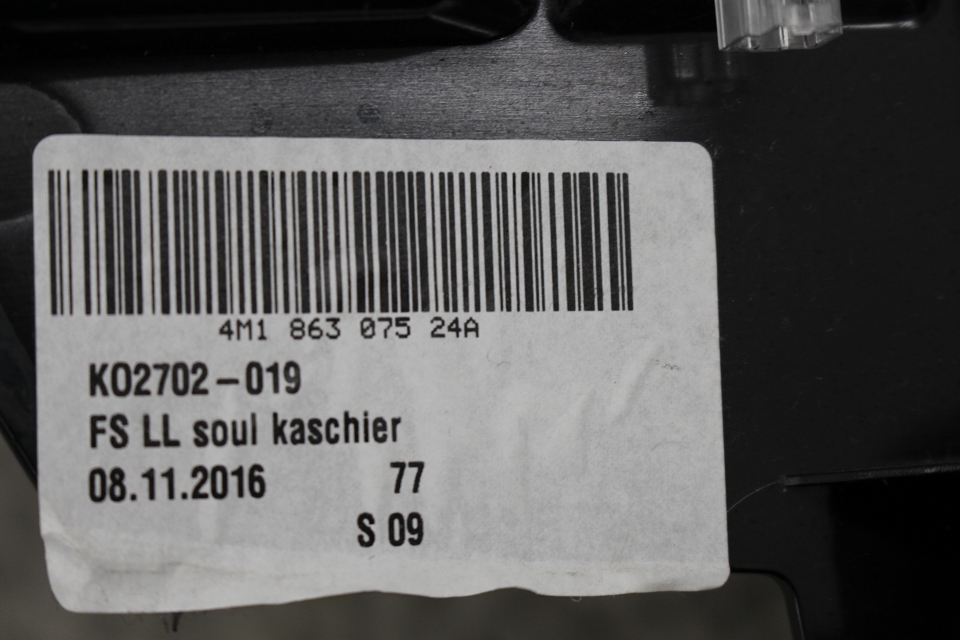 4M1 863 075 24A
KO2702-019
FS LL soul kaschier
08.11.2016 77
S 09